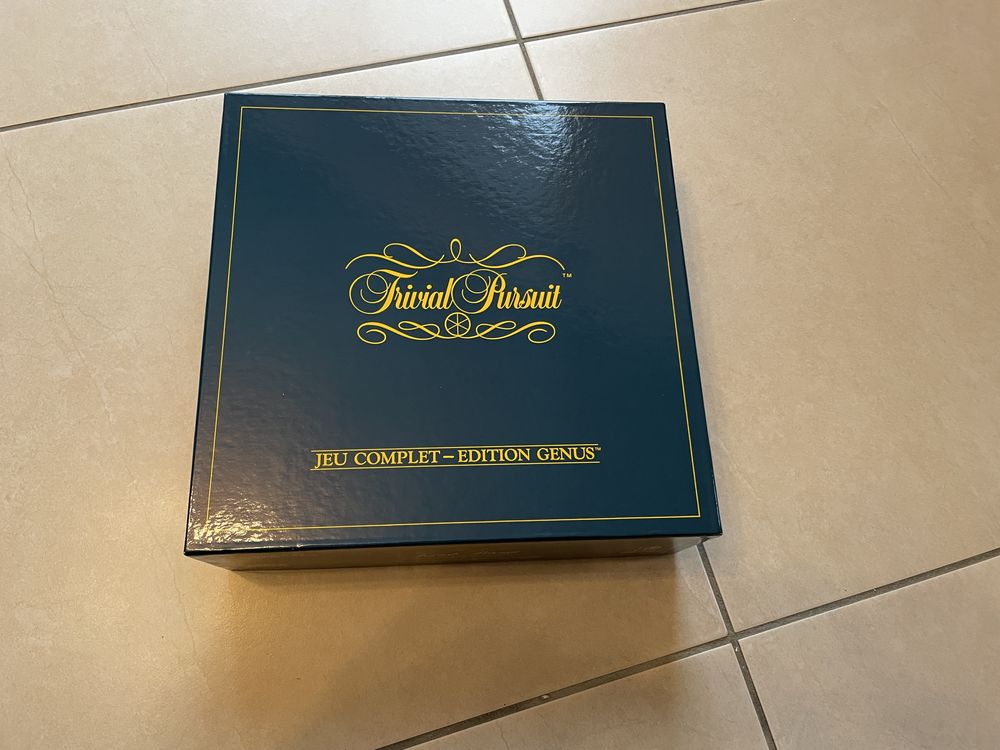 Trivial Pursuit™
JEU COMPLET – EDITION GENUS™